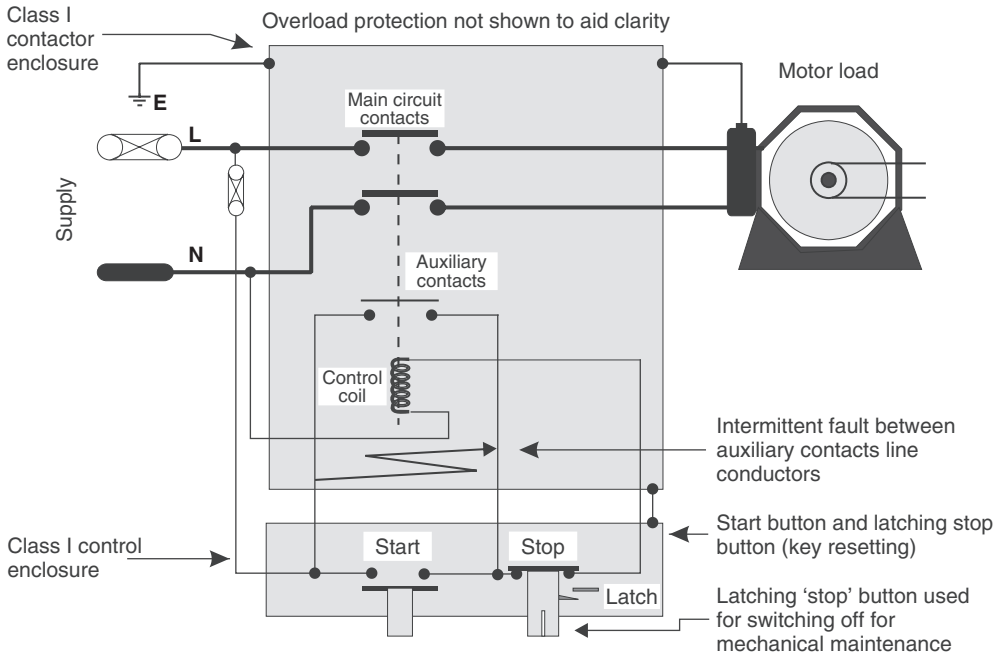 Class I
contactor
enclosure
Overload protection not shown to aid clarity
Motor load
E
Main circuit
contacts
L
Supply
N
Auxiliary
contacts
Control
coil
Intermittent fault between
auxiliary contacts line
conductors
Class I control
enclosure
Start
Stop
Start button and latching stop
button (key resetting)
Latch
Latching ‘stop’ button used
for switching off for
mechanical maintenance